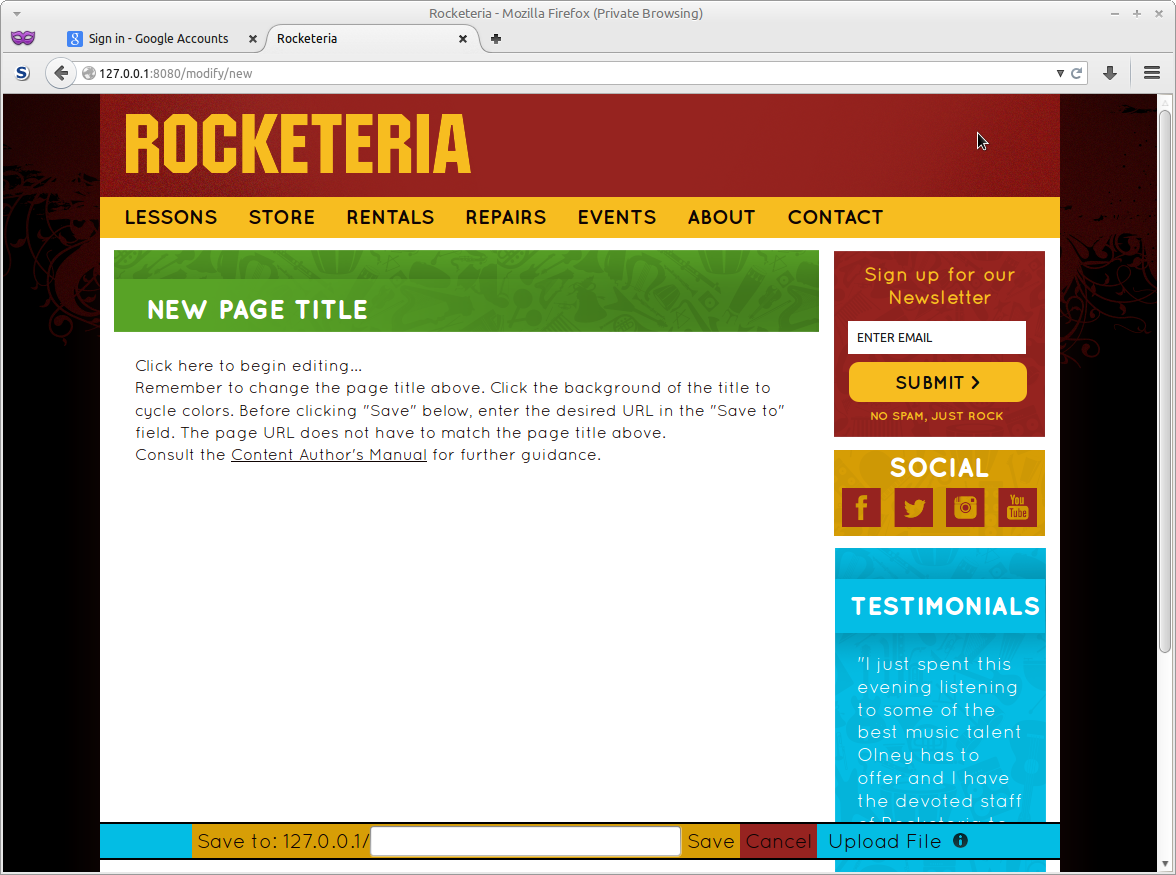 Rocketeria - Mozilla Firefox (Private Browsing)
8 Sign in - Google Accounts
Rocketeria
S
127.0.0.1:8080/modify/new
ROCKETERIA
LESSONS STORE RENTALS REPAIRS EVENTS ABOUT CONTACT
NEW PAGE TITLE
Click here to begin editing...
Remember to change the page title above. Click the background of the title to
cycle colors. Before clicking "Save" below, enter the desired URL in the "Save to"
field. The page URL does not have to match the page title above.
Consult the Content Author's Manual for further guidance.
Sign up for our
Newsletter
ENTER EMAIL
SUBMIT >
NO SPAM, JUST ROCK
SOCIAL
f
You
Tube
TESTIMONIALS
"I just spent this
evening listening
to some of the
best music talent
Olney has to
offer and I have
the devoted staff
of Rocketeria to
Save to: 127.0.0.1/ Save Cancel Upload File i